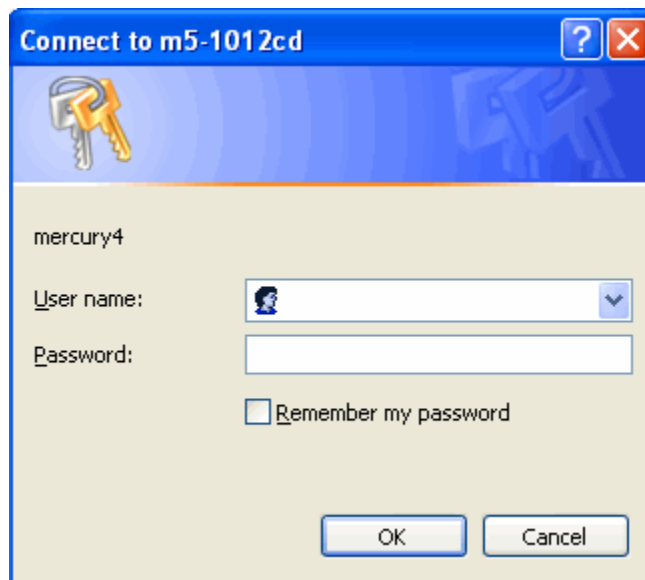 Connect to m5-1012cd
mercury4
User name:
Password:
Remember my password
OK Cancel